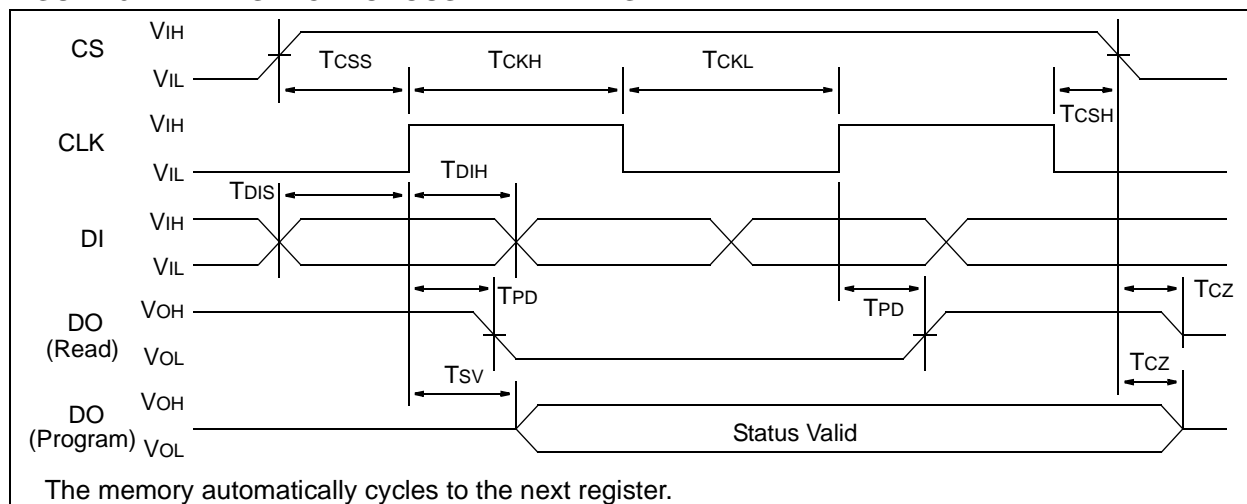 CS
VIH
VIL
TCSS
TCKH
TCKL
TCSH
CLK
VIH
VIL
TDIS
TDIH
DI
VIH
VIL
TPD
TPD
TCZ
DO
(Read)
VOH
VOL
TSV
TCZ
DO
(Program)
VOH
VOL
Status Valid
The memory automatically cycles to the next register.